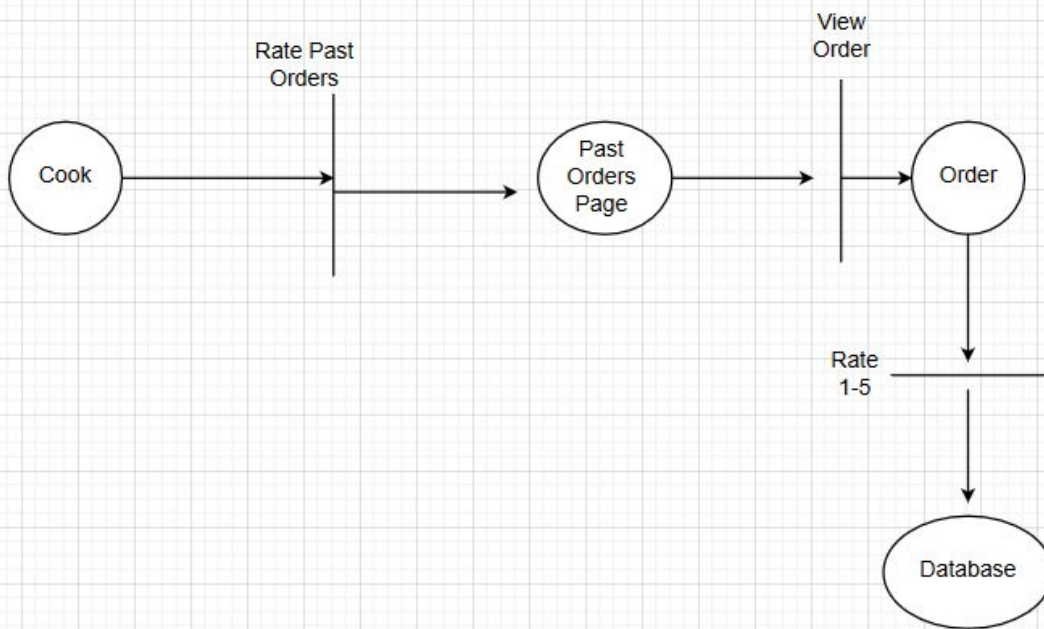 View
Order
Rate Past
Orders
Cook
Past
Orders
Page
Order
Rate
1-5
Database